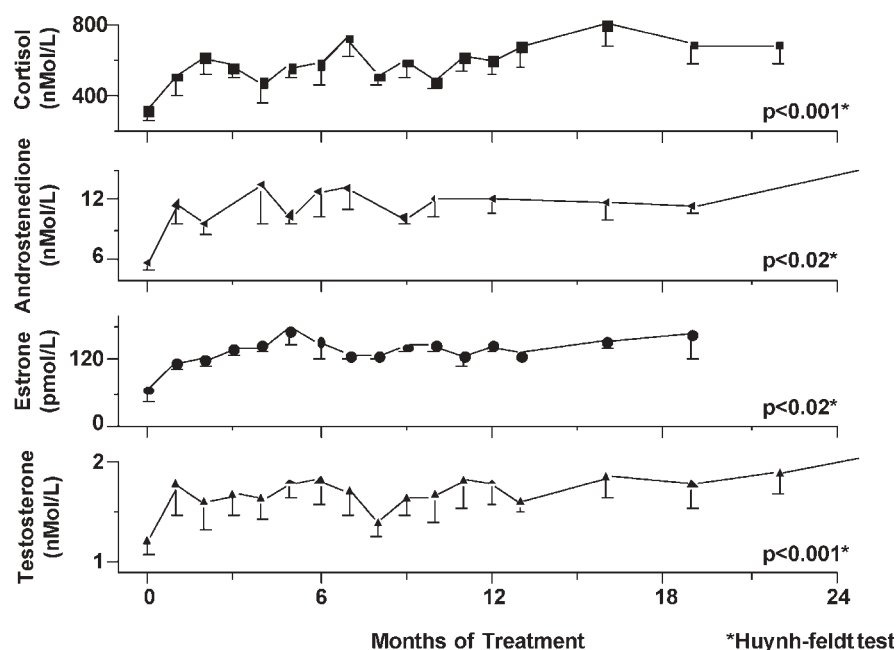 Cortisol
(nMol/L)
800
400
p<0.001*
Androstenedione
(nMol/L)
12
6
p<0.02*
Estrone
(pmol/L)
120
0
p<0.02*
Testosterone
(nMol/L)
2
1
p<0.001*
0 6 12 18 24
Months of Treatment *Huynh-feldt test